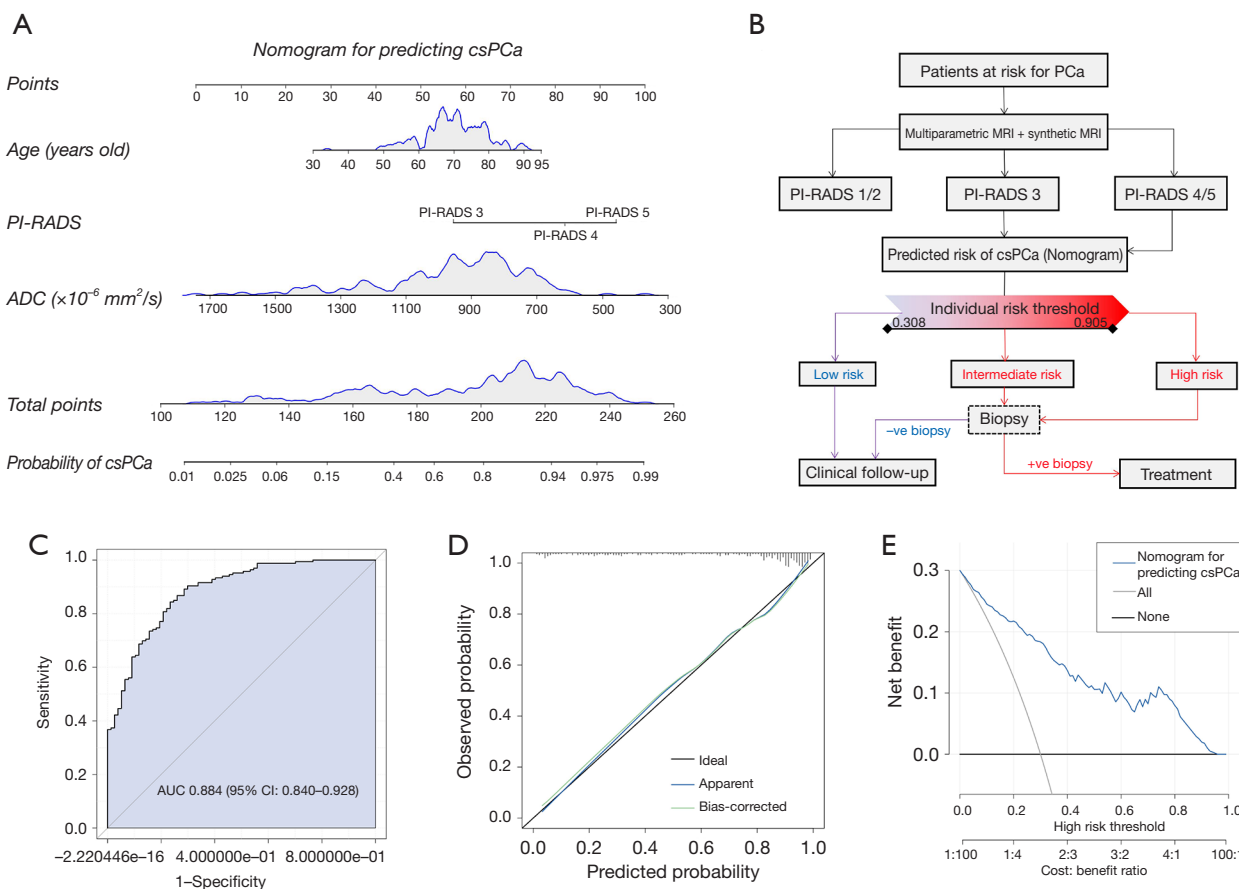 A
Nomogram for predicting csPCa
Points
0 10 20 30 40 50 60 70 80 90 100
Age (years old)
30 40 50 60 70 80 90 95
PI-RADS 3 PI-RADS 5
PI-RADS
PI-RADS 4
ADC (×10⁻⁶ mm²/s)
1700 1500 1300 1100 900 700 500 300
Total points
100 120 140 160 180 200 220 240 260
Probability of csPCa
0.01 0.025 0.06 0.15 0.4 0.6 0.8 0.94 0.975 0.99
B
Patients at risk for PCa
Multiparametric MRI + synthetic MRI
PI-RADS 1/2 PI-RADS 3 PI-RADS 4/5
Predicted risk of csPCa (Nomogram)
Individual risk threshold
0.308 0.905
Low risk Intermediate risk High risk
Biopsy
–ve biopsy
+ve biopsy
Clinical follow-up Treatment
C
Sensitivity
1.0
0.8
0.6
0.4
0.2
0.0
AUC 0.884 (95% CI: 0.840–0.928)
−2.220446e−16 4.000000e−01 8.000000e−01
1–Specificity
D
Observed probability
1.0
0.8
0.6
0.4
0.2
0.0
Ideal
Apparent
Bias-corrected
0.0 0.2 0.4 0.6 0.8 1.0
Predicted probability
E
Nomogram for
predicting csPCa
All
None
Net benefit
0.3
0.2
0.1
0.0
0.0 0.2 0.4 0.6 0.8 1.0
High risk threshold
1:100 1:4 2:3 3:2 4:1 100:1
Cost: benefit ratio